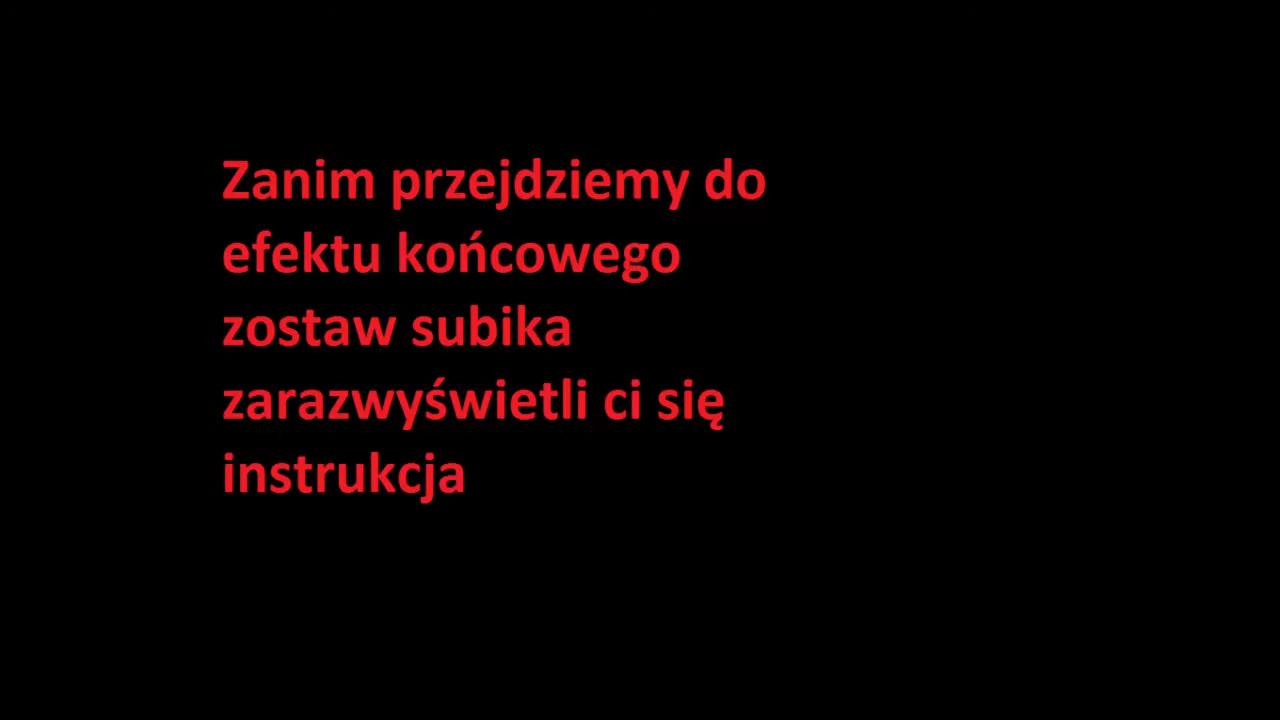 Zanim przejdziemy do
efektu końcowego
zostaw subika
zarazwyświetli ci się
instrukcja